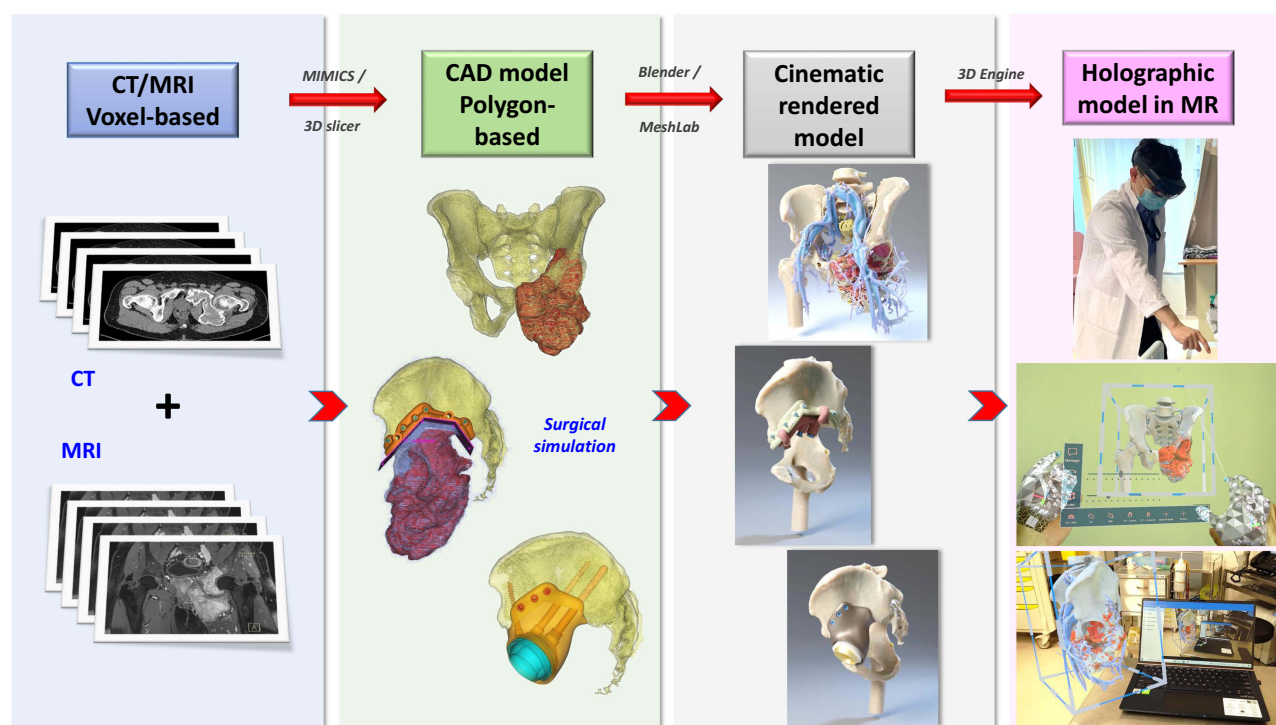 CT/MRI
Voxel-based
MIMICS /
3D slicer
CAD model
Polygon-
based
Blender /
MeshLab
Cinematic
rendered
model
3D Engine
Holographic
model in MR
CT
+
MRI
Surgical
simulation
Message
A